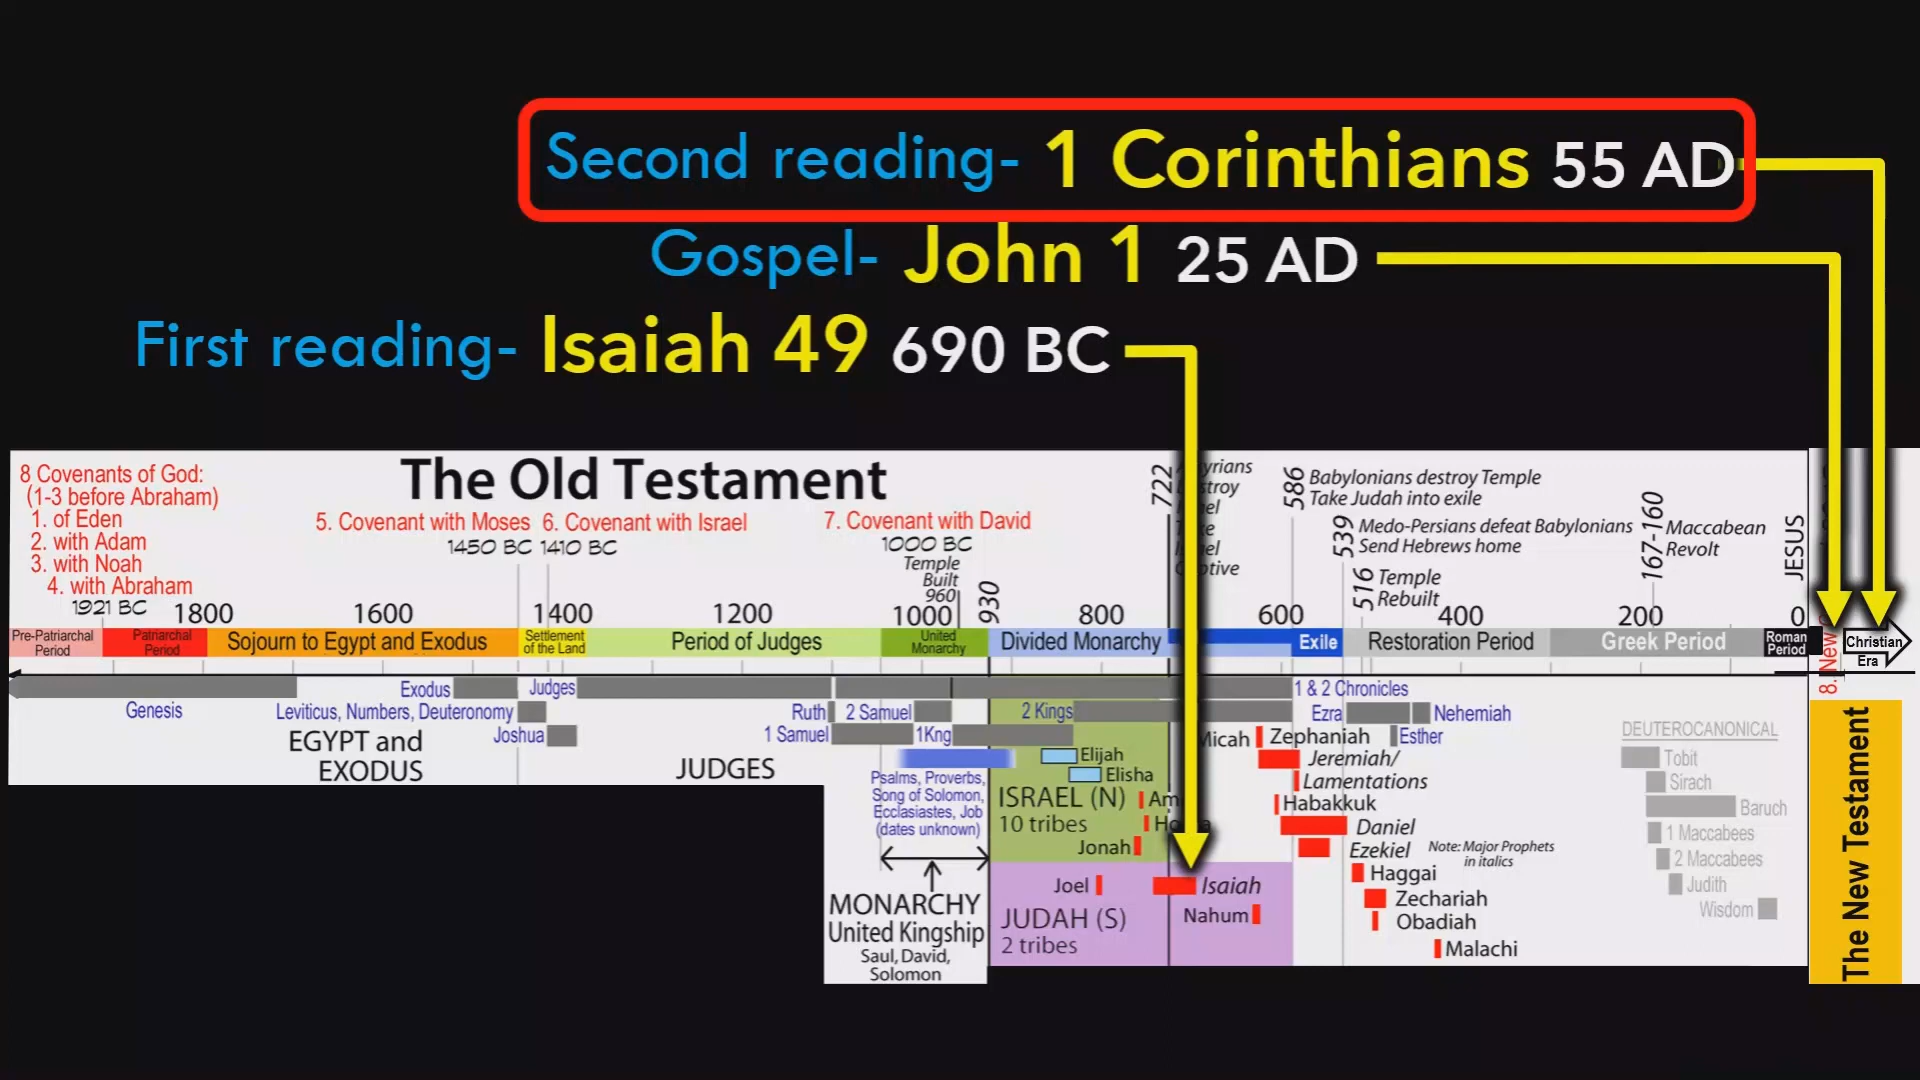 Second reading- 1 Corinthians 55 AD
Gospel- John 1 25 AD
First reading- Isaiah 49 690 BC
The Old Testament
8 Covenants of God:
(1-3 before Abraham)
1. of Eden
2. with Adam
3. with Noah
4. with Abraham
1921 BC
5. Covenant with Moses
1450 BC
6. Covenant with Israel
1410 BC
7. Covenant with David
1000 BC
Temple
Built
960
930
722
586
Babylonians destroy Temple
Take Judah into exile
539
Medo-Persians defeat Babylonians
Send Hebrews home
516
Temple
Rebuilt
167-160
Maccabean
Revolt
JESUS
1800 1600 1400 1200 1000 800 600 400 200 0
Pre-Patriarchal
Period
Patriarchal
Period
Sojourn to Egypt and Exodus
Settlement
of the Land
Period of Judges
United
Monarchy
Divided Monarchy
Exile
Restoration Period
Greek Period
Roman
Period
8. New
Christian
Era
Genesis
Exodus
Leviticus, Numbers, Deuteronomy
Joshua
EGYPT and
EXODUS
Judges
Ruth
1 Samuel
JUDGES
2 Samuel
1Kng
2 Kings
1 & 2 Chronicles
Psalms, Proverbs,
Song of Solomon,
Ecclasiastes, Job
(dates unknown)
MONARCHY
United Kingship
Saul, David,
Solomon
Elijah
Elisha
ISRAEL (N)
10 tribes
Jonah
Joel
Isaiah
JUDAH (S)
2 tribes
Nahum
Micah
Zephaniah
Jeremiah/
Lamentations
Habakkuk
Daniel
Ezekiel
Note: Major Prophets
in italics
Haggai
Zechariah
Obadiah
Malachi
Ezra
Nehemiah
Esther
DEUTEROCANONICAL
Tobit
Sirach
Baruch
1 Maccabees
2 Maccabees
Judith
Wisdom
The New Testament